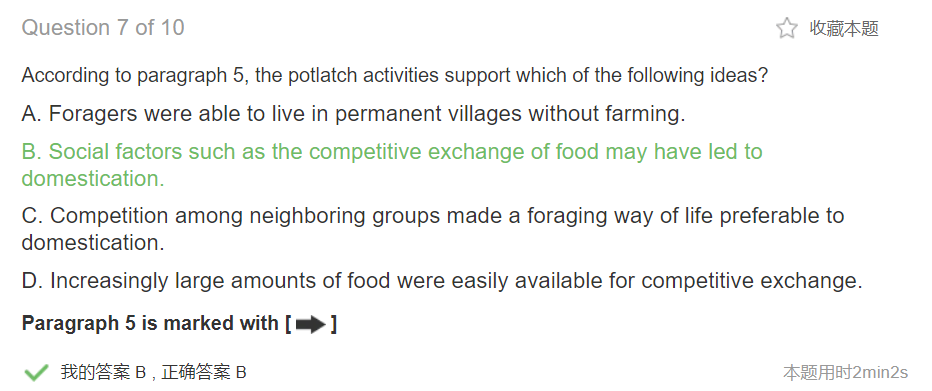 Question 7 of 10 收藏本题
According to paragraph 5, the potlatch activities support which of the following ideas?
A. Foragers were able to live in permanent villages without farming.
B. Social factors such as the competitive exchange of food may have led to
domestication.
C. Competition among neighboring groups made a foraging way of life preferable to
domestication.
D. Increasingly large amounts of food were easily available for competitive exchange.
Paragraph 5 is marked with [➡]
我的答案 B , 正确答案 B 本题用时2min2s